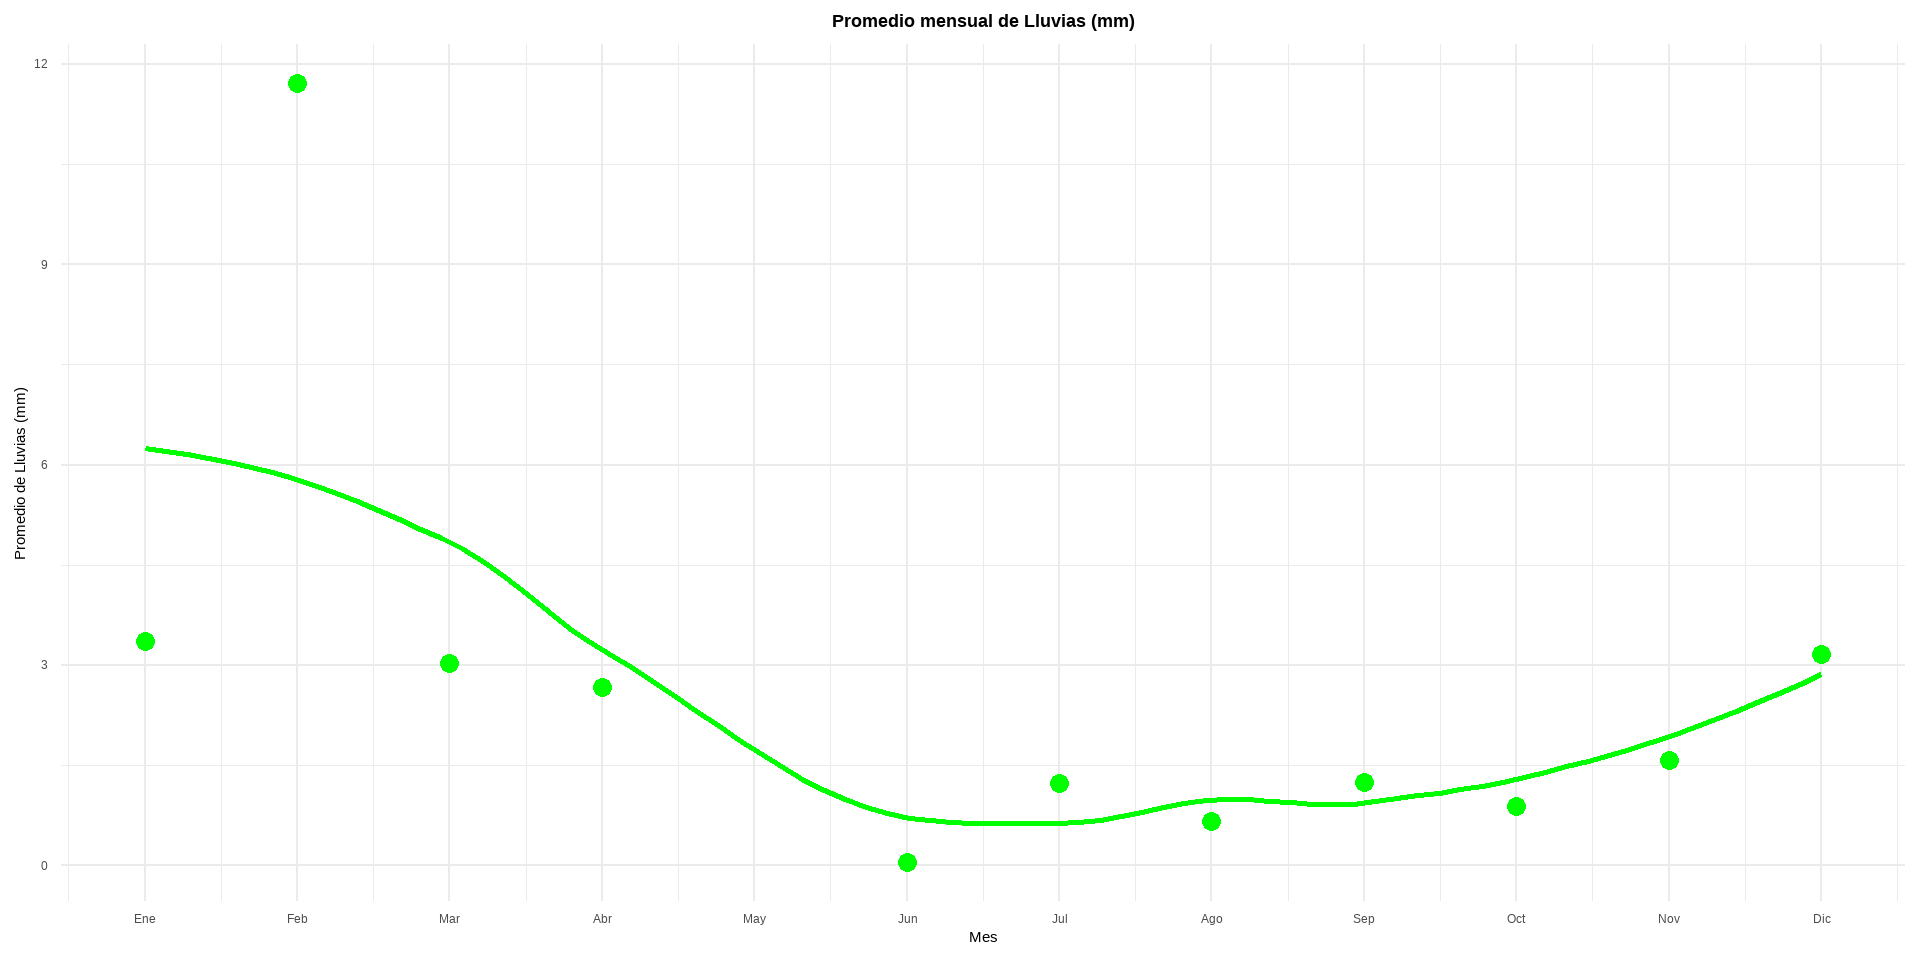 Promedio mensual de Lluvias (mm)
Promedio de Lluvias (mm)
12
9
6
3
0
Ene Feb Mar Abr May Jun Jul Ago Sep Oct Nov Dic
Mes